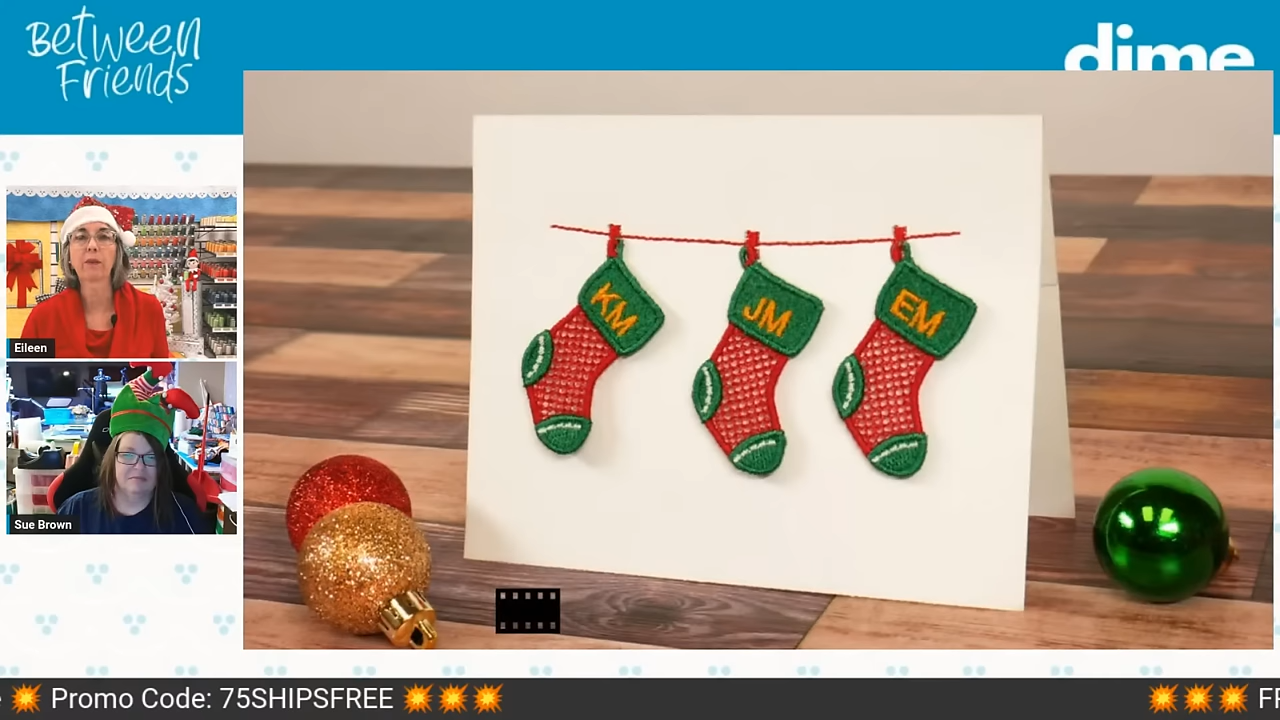 Between
Friends
dime
KM
JM
EM
Eileen
Sue Brown
Promo Code: 75SHIPSFREE